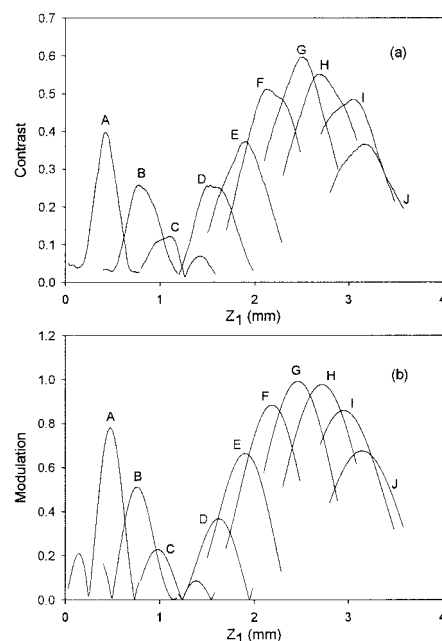 (a)
0.7
0.6
0.5
0.4
0.3
0.2
0.1
0.0
Contrast
A
B
C
D
E
F
G
H
I
J
0
1
2
3
4
Z1 (mm)
(b)
1.2
1.0
0.8
0.6
0.4
0.2
0.0
Modulation
A
B
C
D
E
F
G
H
I
J
0
1
2
3
4
Z1 (mm)